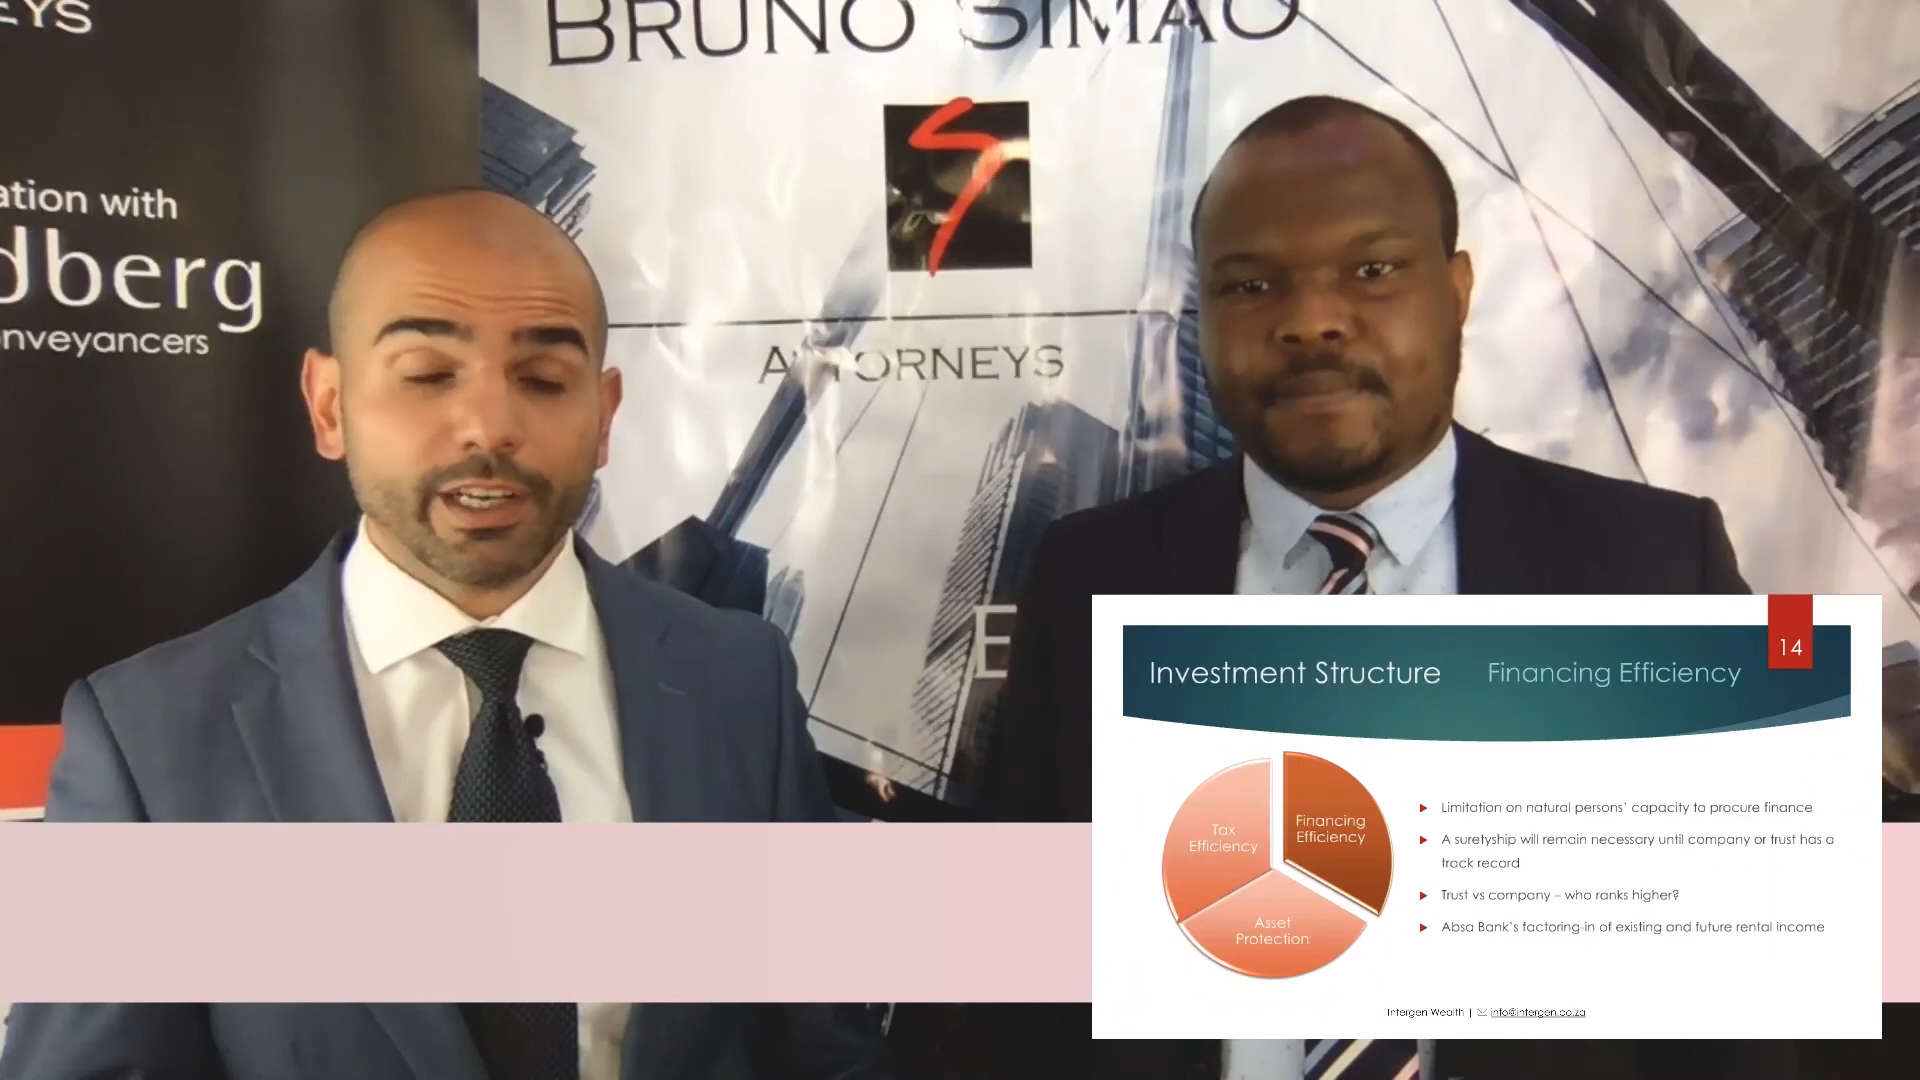 EYS
BRUNO SIMAO
ation with
dberg
onveyancers
ATTORNEYS
E
14
Investment Structure
Financing Efficiency
Tax
Efficiency
Financing
Efficiency
Asset
Protection
Limitation on natural persons' capacity to procure finance
A suretyship will remain necessary until company or trust has a
track record
Trust vs company – who ranks higher?
Absa Bank's factoring-in of existing and future rental income
Intergen Wealth | info@intergen.co.za